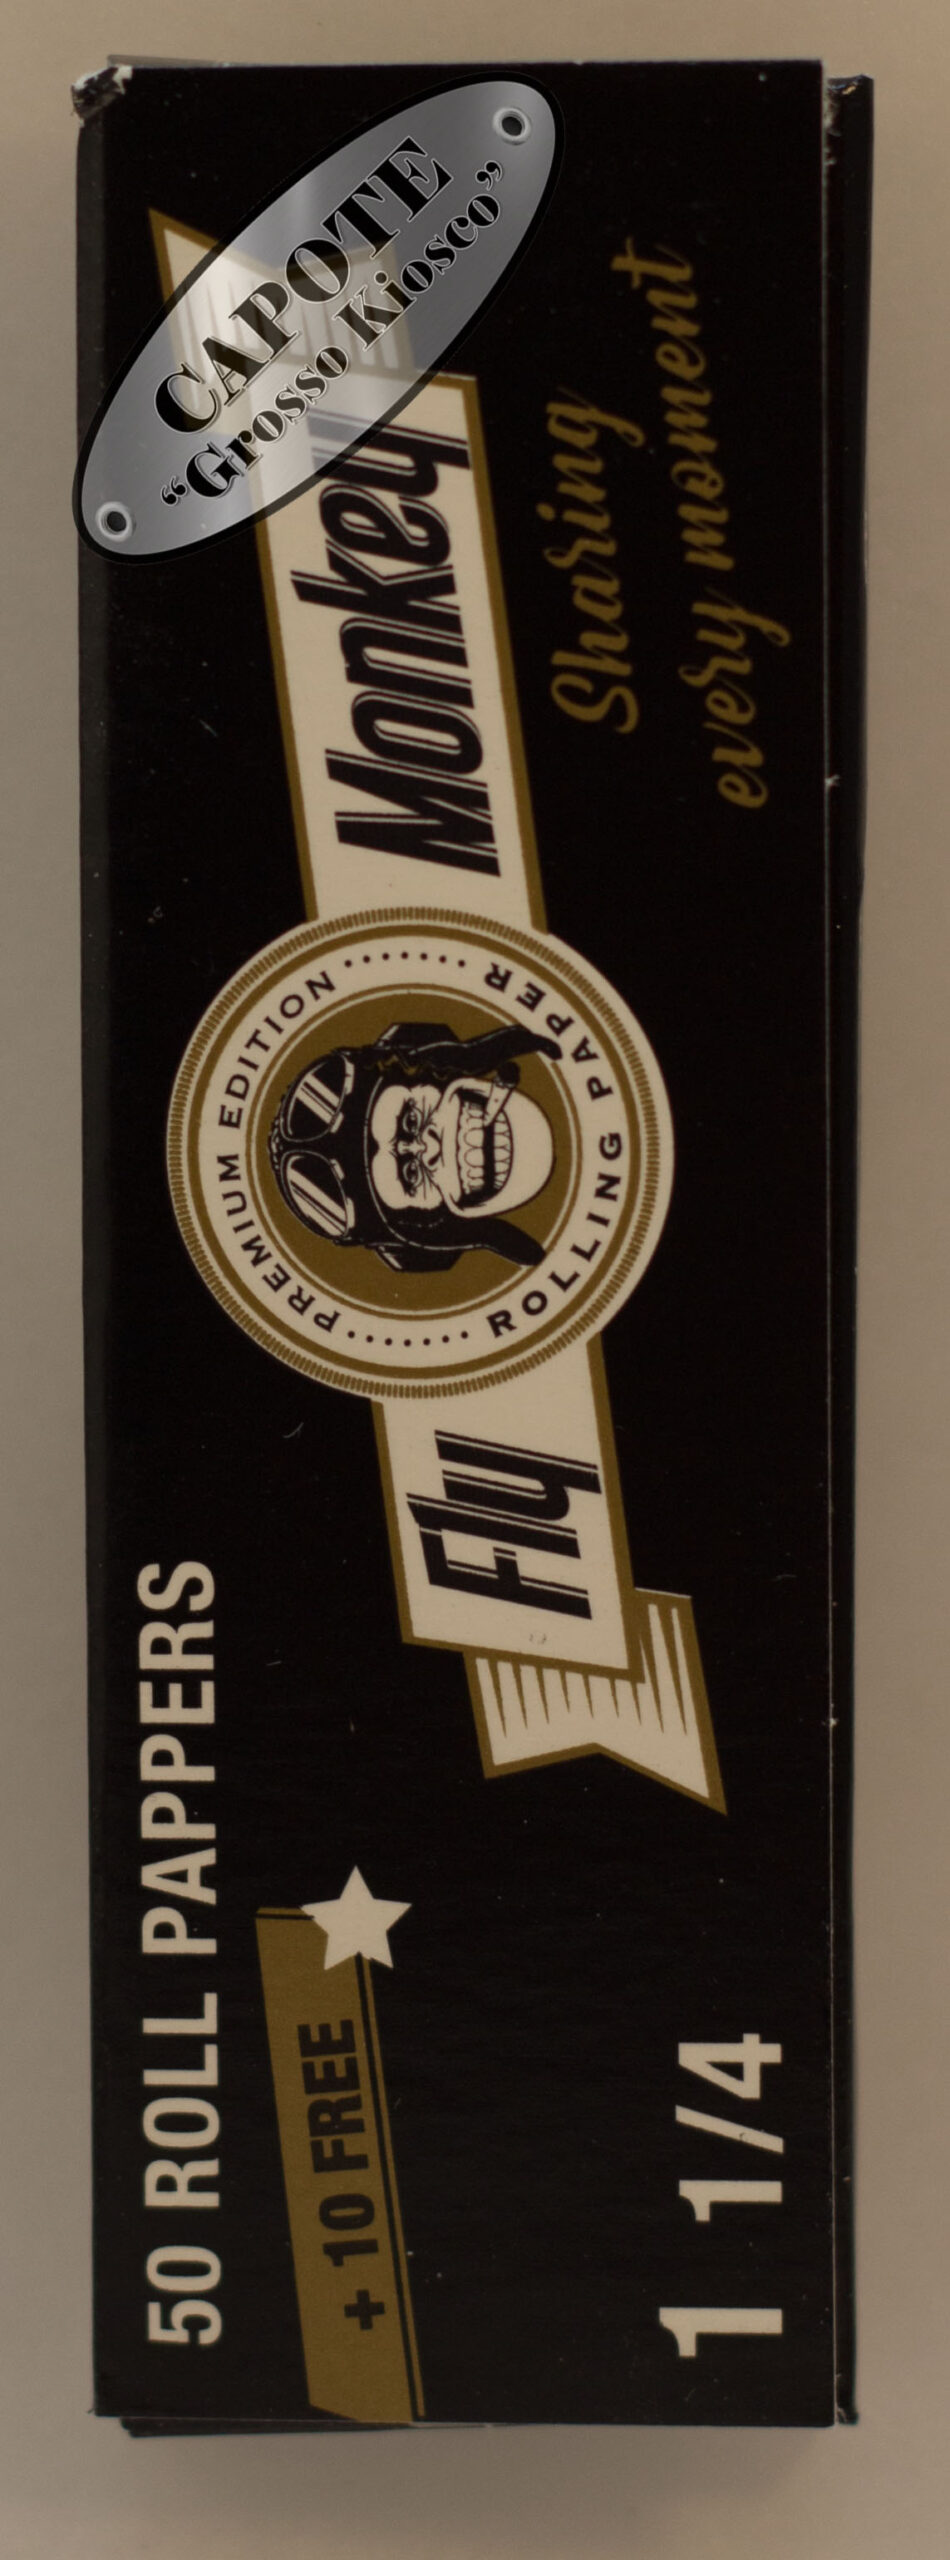 CAPOTE
“Grosso Kiosco”
50 ROLL PAPPERS
+ 10 FREE
1 1/4
Fly
PREMIUM EDITION
ROLLING PAPER
Monkey
Sharing
every moment